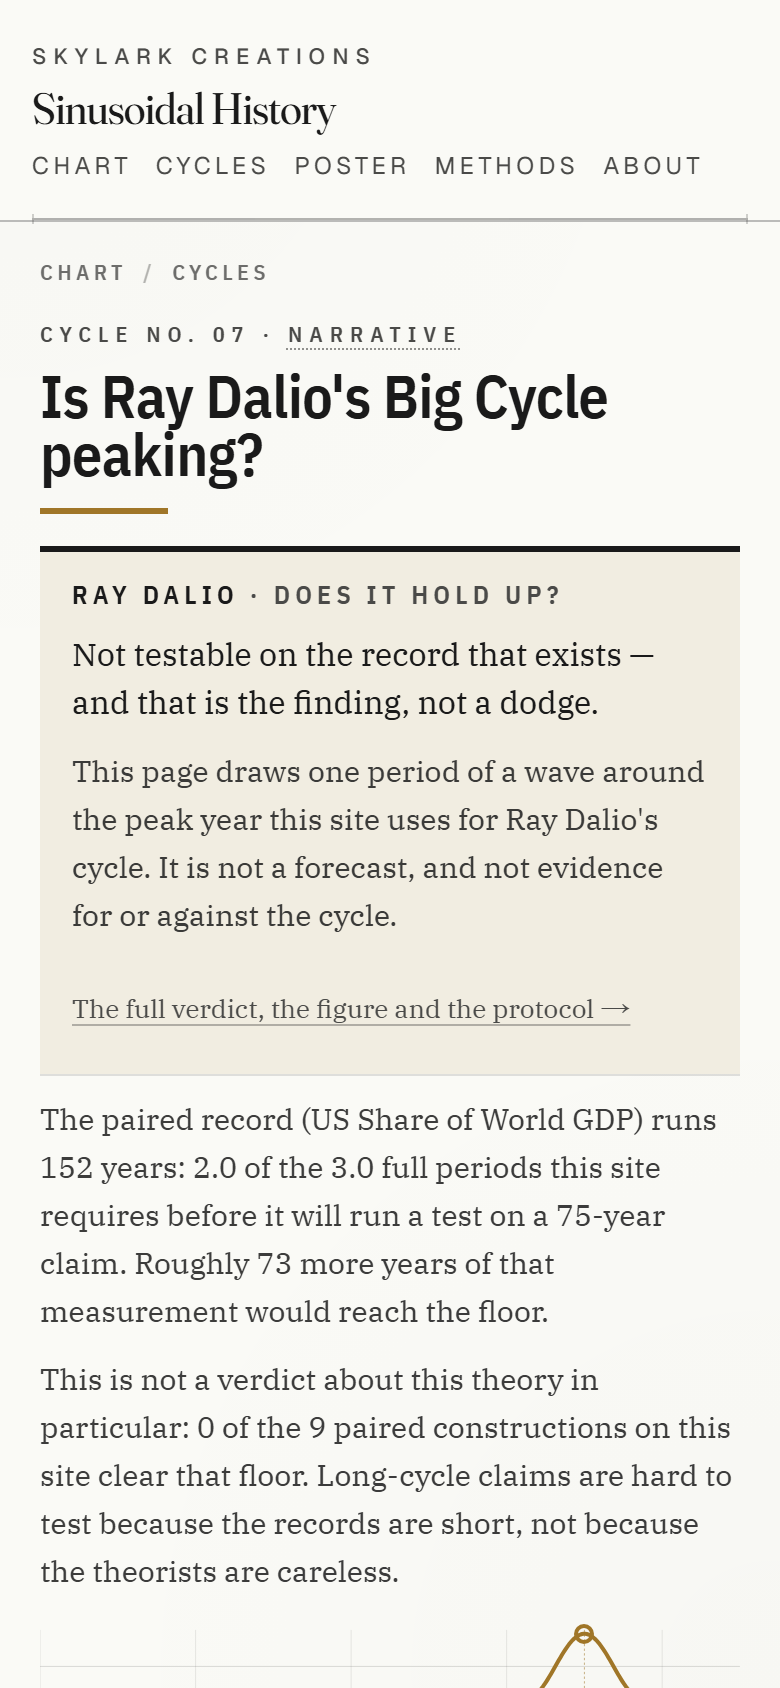 SKYLARK CREATIONS
Sinusoidal History
CHART CYCLES POSTER METHODS ABOUT
CHART / CYCLES
CYCLE NO. 07 · NARRATIVE
Is Ray Dalio's Big Cycle
peaking?
RAY DALIO · DOES IT HOLD UP?
Not testable on the record that exists —
and that is the finding, not a dodge.
This page draws one period of a wave around
the peak year this site uses for Ray Dalio's
cycle. It is not a forecast, and not evidence
for or against the cycle.
The full verdict, the figure and the protocol →
The paired record (US Share of World GDP) runs
152 years: 2.0 of the 3.0 full periods this site
requires before it will run a test on a 75-year
claim. Roughly 73 more years of that
measurement would reach the floor.
This is not a verdict about this theory in
particular: 0 of the 9 paired constructions on this
site clear that floor. Long-cycle claims are hard to
test because the records are short, not because
the theorists are careless.